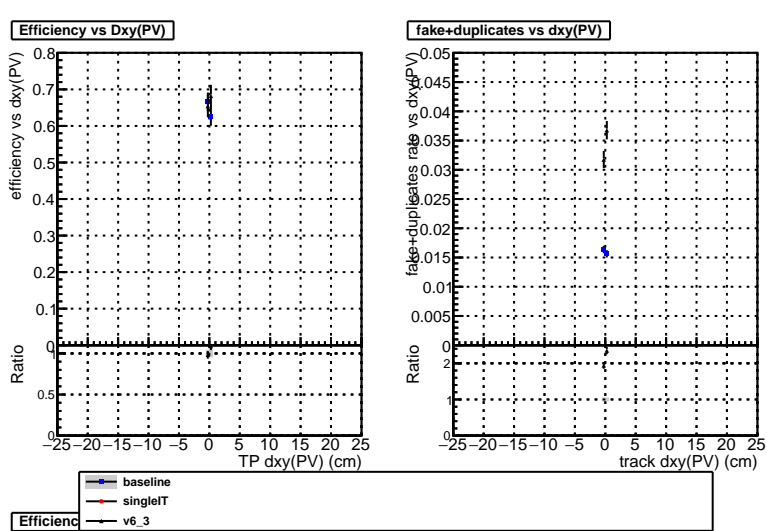 Efficiency vs Dxy(PV)
efficiency vs dxy(PV)
0.8
0.7
0.6
0.5
0.4
0.3
0.2
0.1
0
Ratio
1
0.5
0
−25 −20 −15 −10 −5 0 5 10 15 20 25
TP dxy(PV) (cm)
fake+duplicates vs dxy(PV)
fake+duplicates rate vs dxy(PV)
0.05
0.045
0.04
0.035
0.03
0.025
0.02
0.015
0.01
0.005
0
Ratio
2
1
0
−25 −20 −15 −10 −5 0 5 10 15 20 25
track dxy(PV) (cm)
baseline
singleIT
v6_3
Efficienc